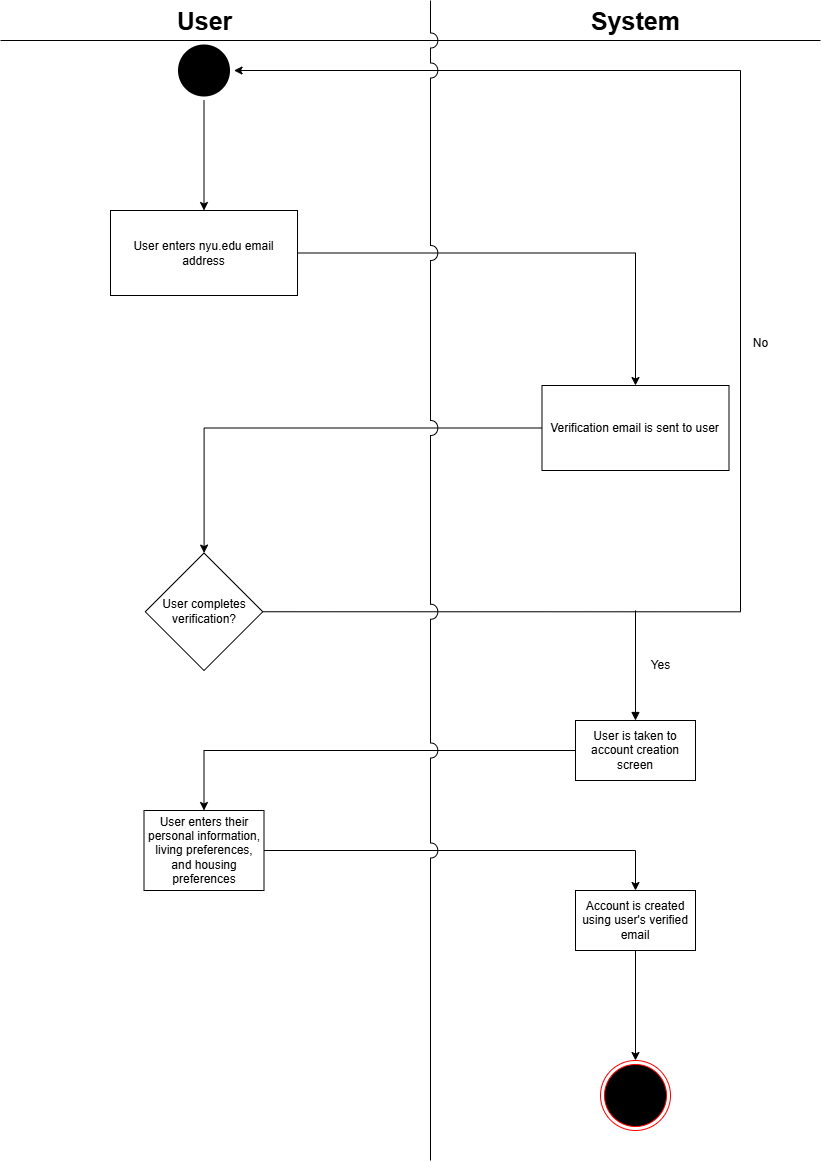 User
System
User enters nyu.edu email
address
No
Verification email is sent to user
User completes
verification?
Yes
User is taken to
account creation
screen
User enters their
personal information,
living preferences,
and housing
preferences
Account is created
using user's verified
email